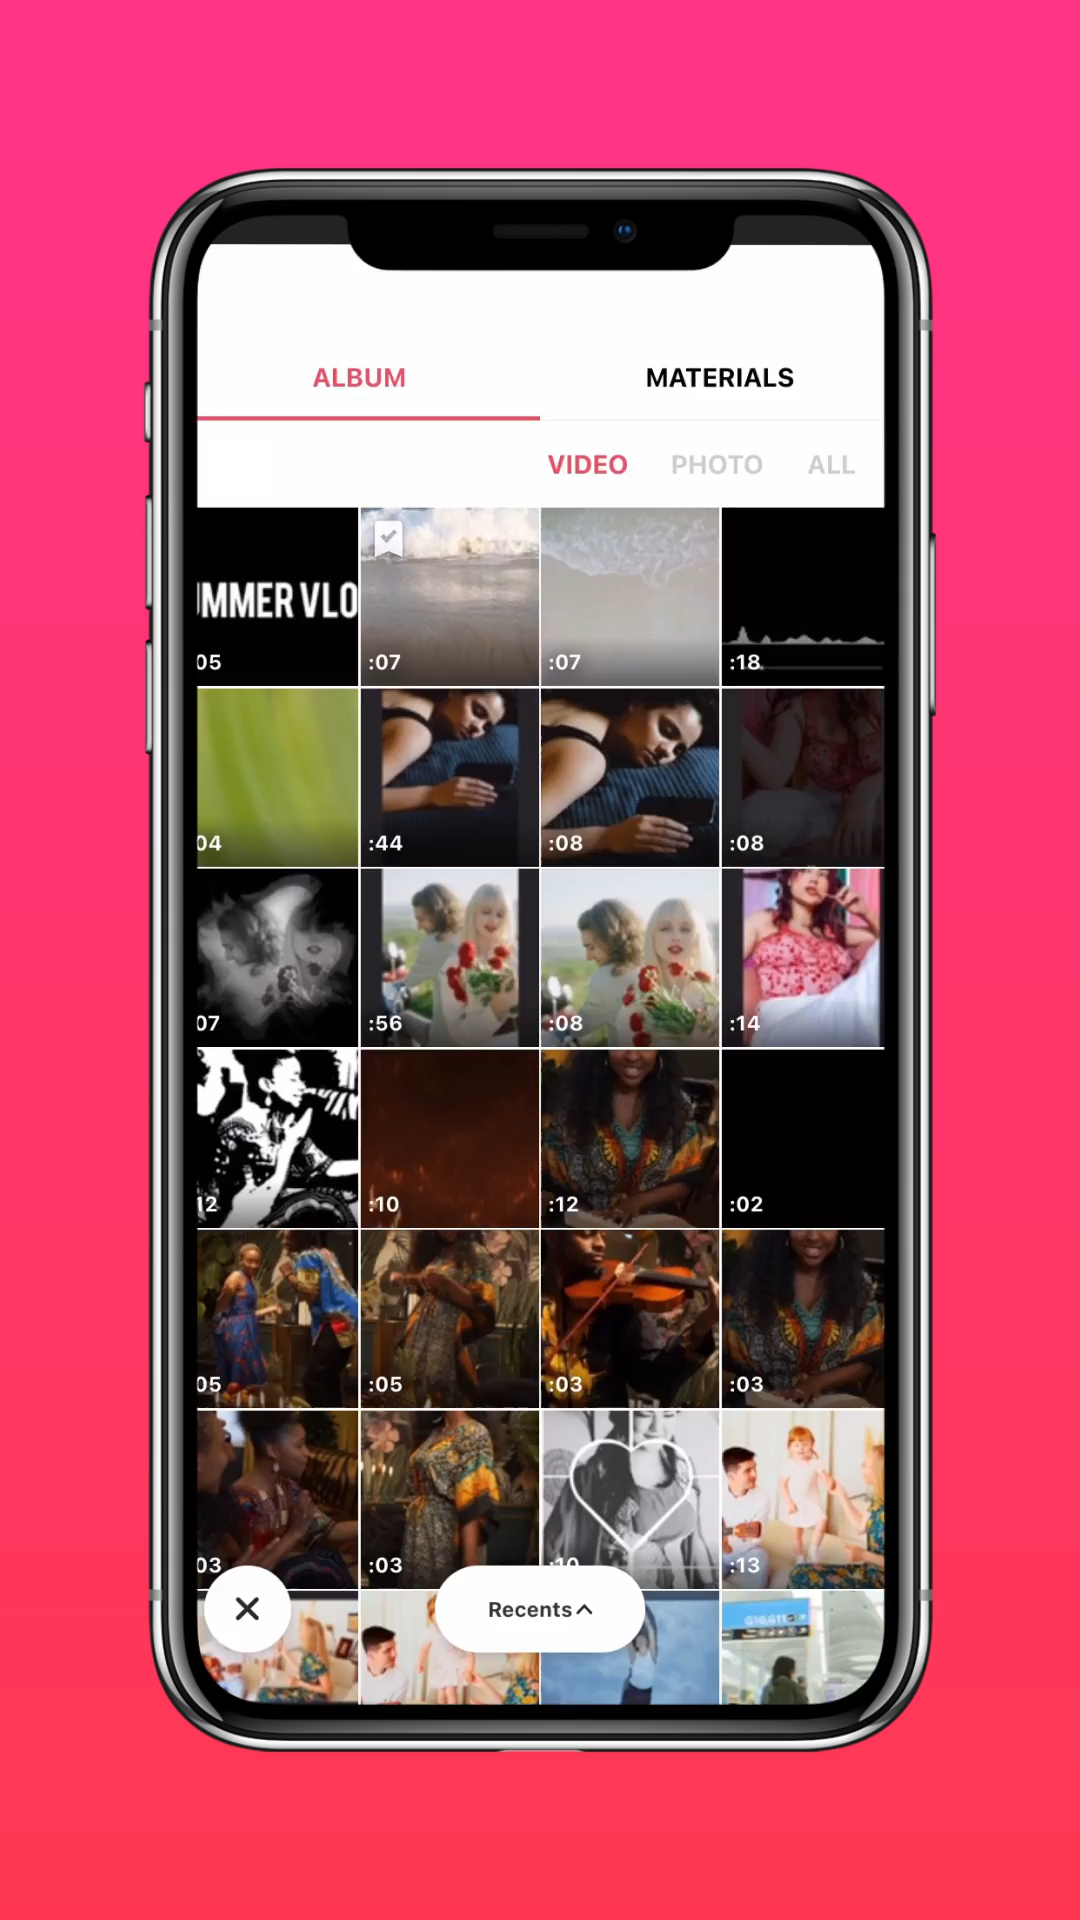 ALBUM MATERIALS
VIDEO PHOTO ALL
MMER VLO
05 :07 :07 :18
04 :44 :08 :08
07 :56 :08 :14
12 :10 :12 :02
05 :05 :03 :03
03 :03 :10 :13
Recents